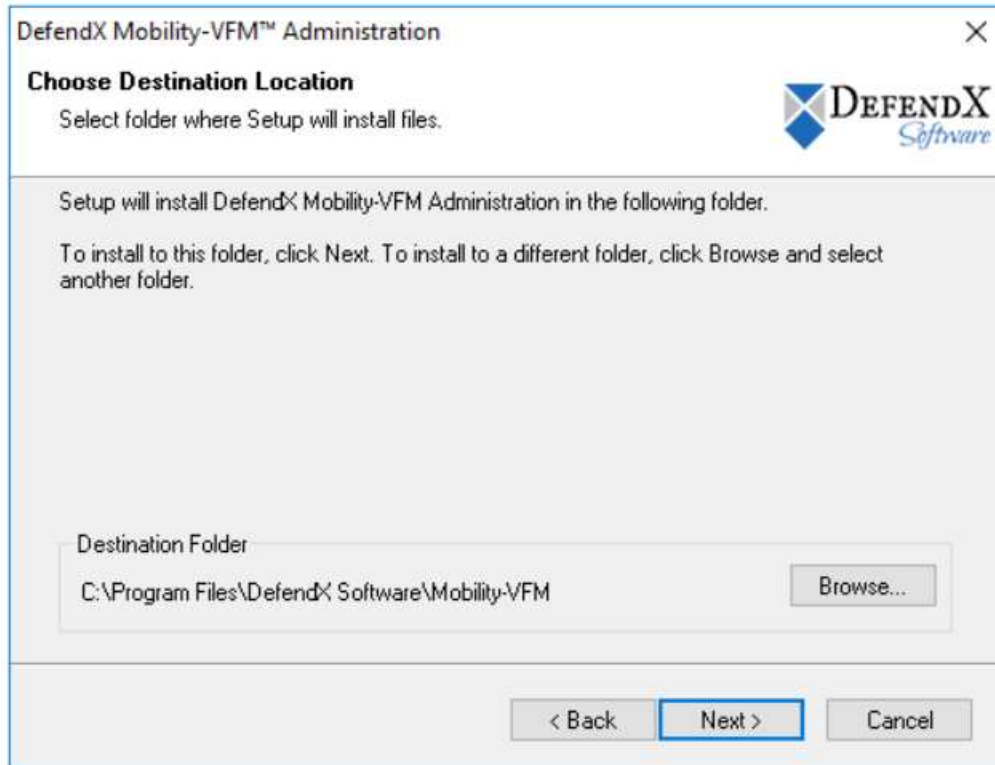 DefendX Mobility-VFM™ Administration
Choose Destination Location
Select folder where Setup will install files.
DEFENDX
Software
Setup will install DefendX Mobility-VFM Administration in the following folder.
To install to this folder, click Next. To install to a different folder, click Browse and select
another folder.
Destination Folder
C:\Program Files\DefendX Software\Mobility-VFM
Browse...
< Back
Next >
Cancel